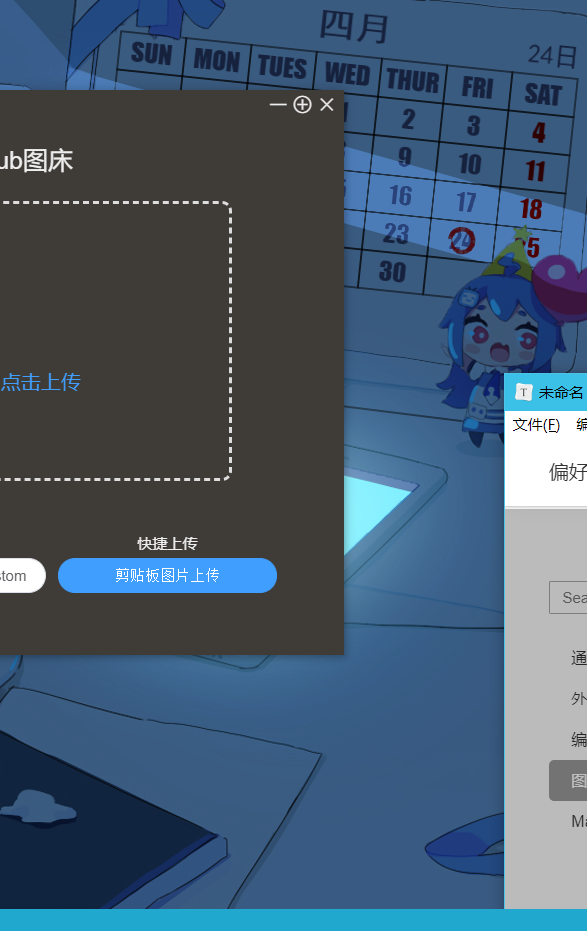 四月
24日
SUN MON TUES WED THUR FRI SAT
1 2 3 4
9 10 11
16 17 18
23 24 25
30
ub图床
点击上传
快捷上传
stom
剪贴板图片上传
T 未命名
文件(F) 编
偏好
Sea
通
外
编
图
Ma